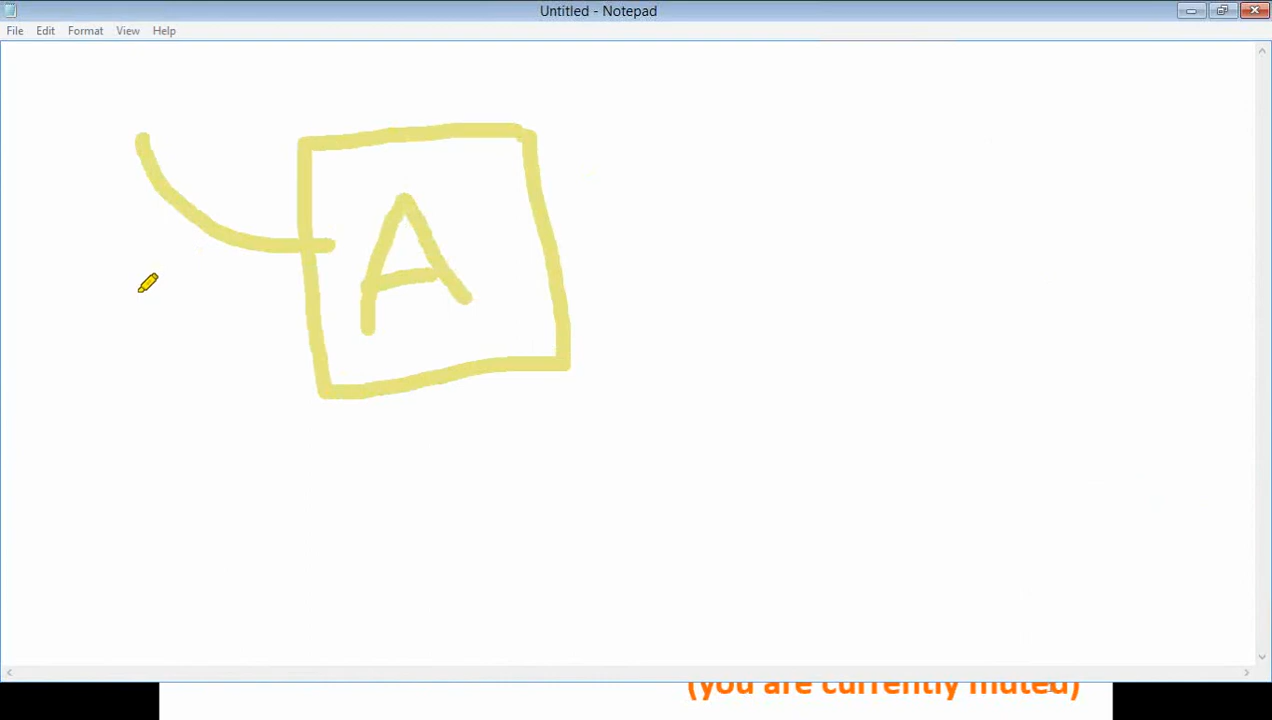 Untitled - Notepad
File Edit Format View Help
A
(you are currently muted)